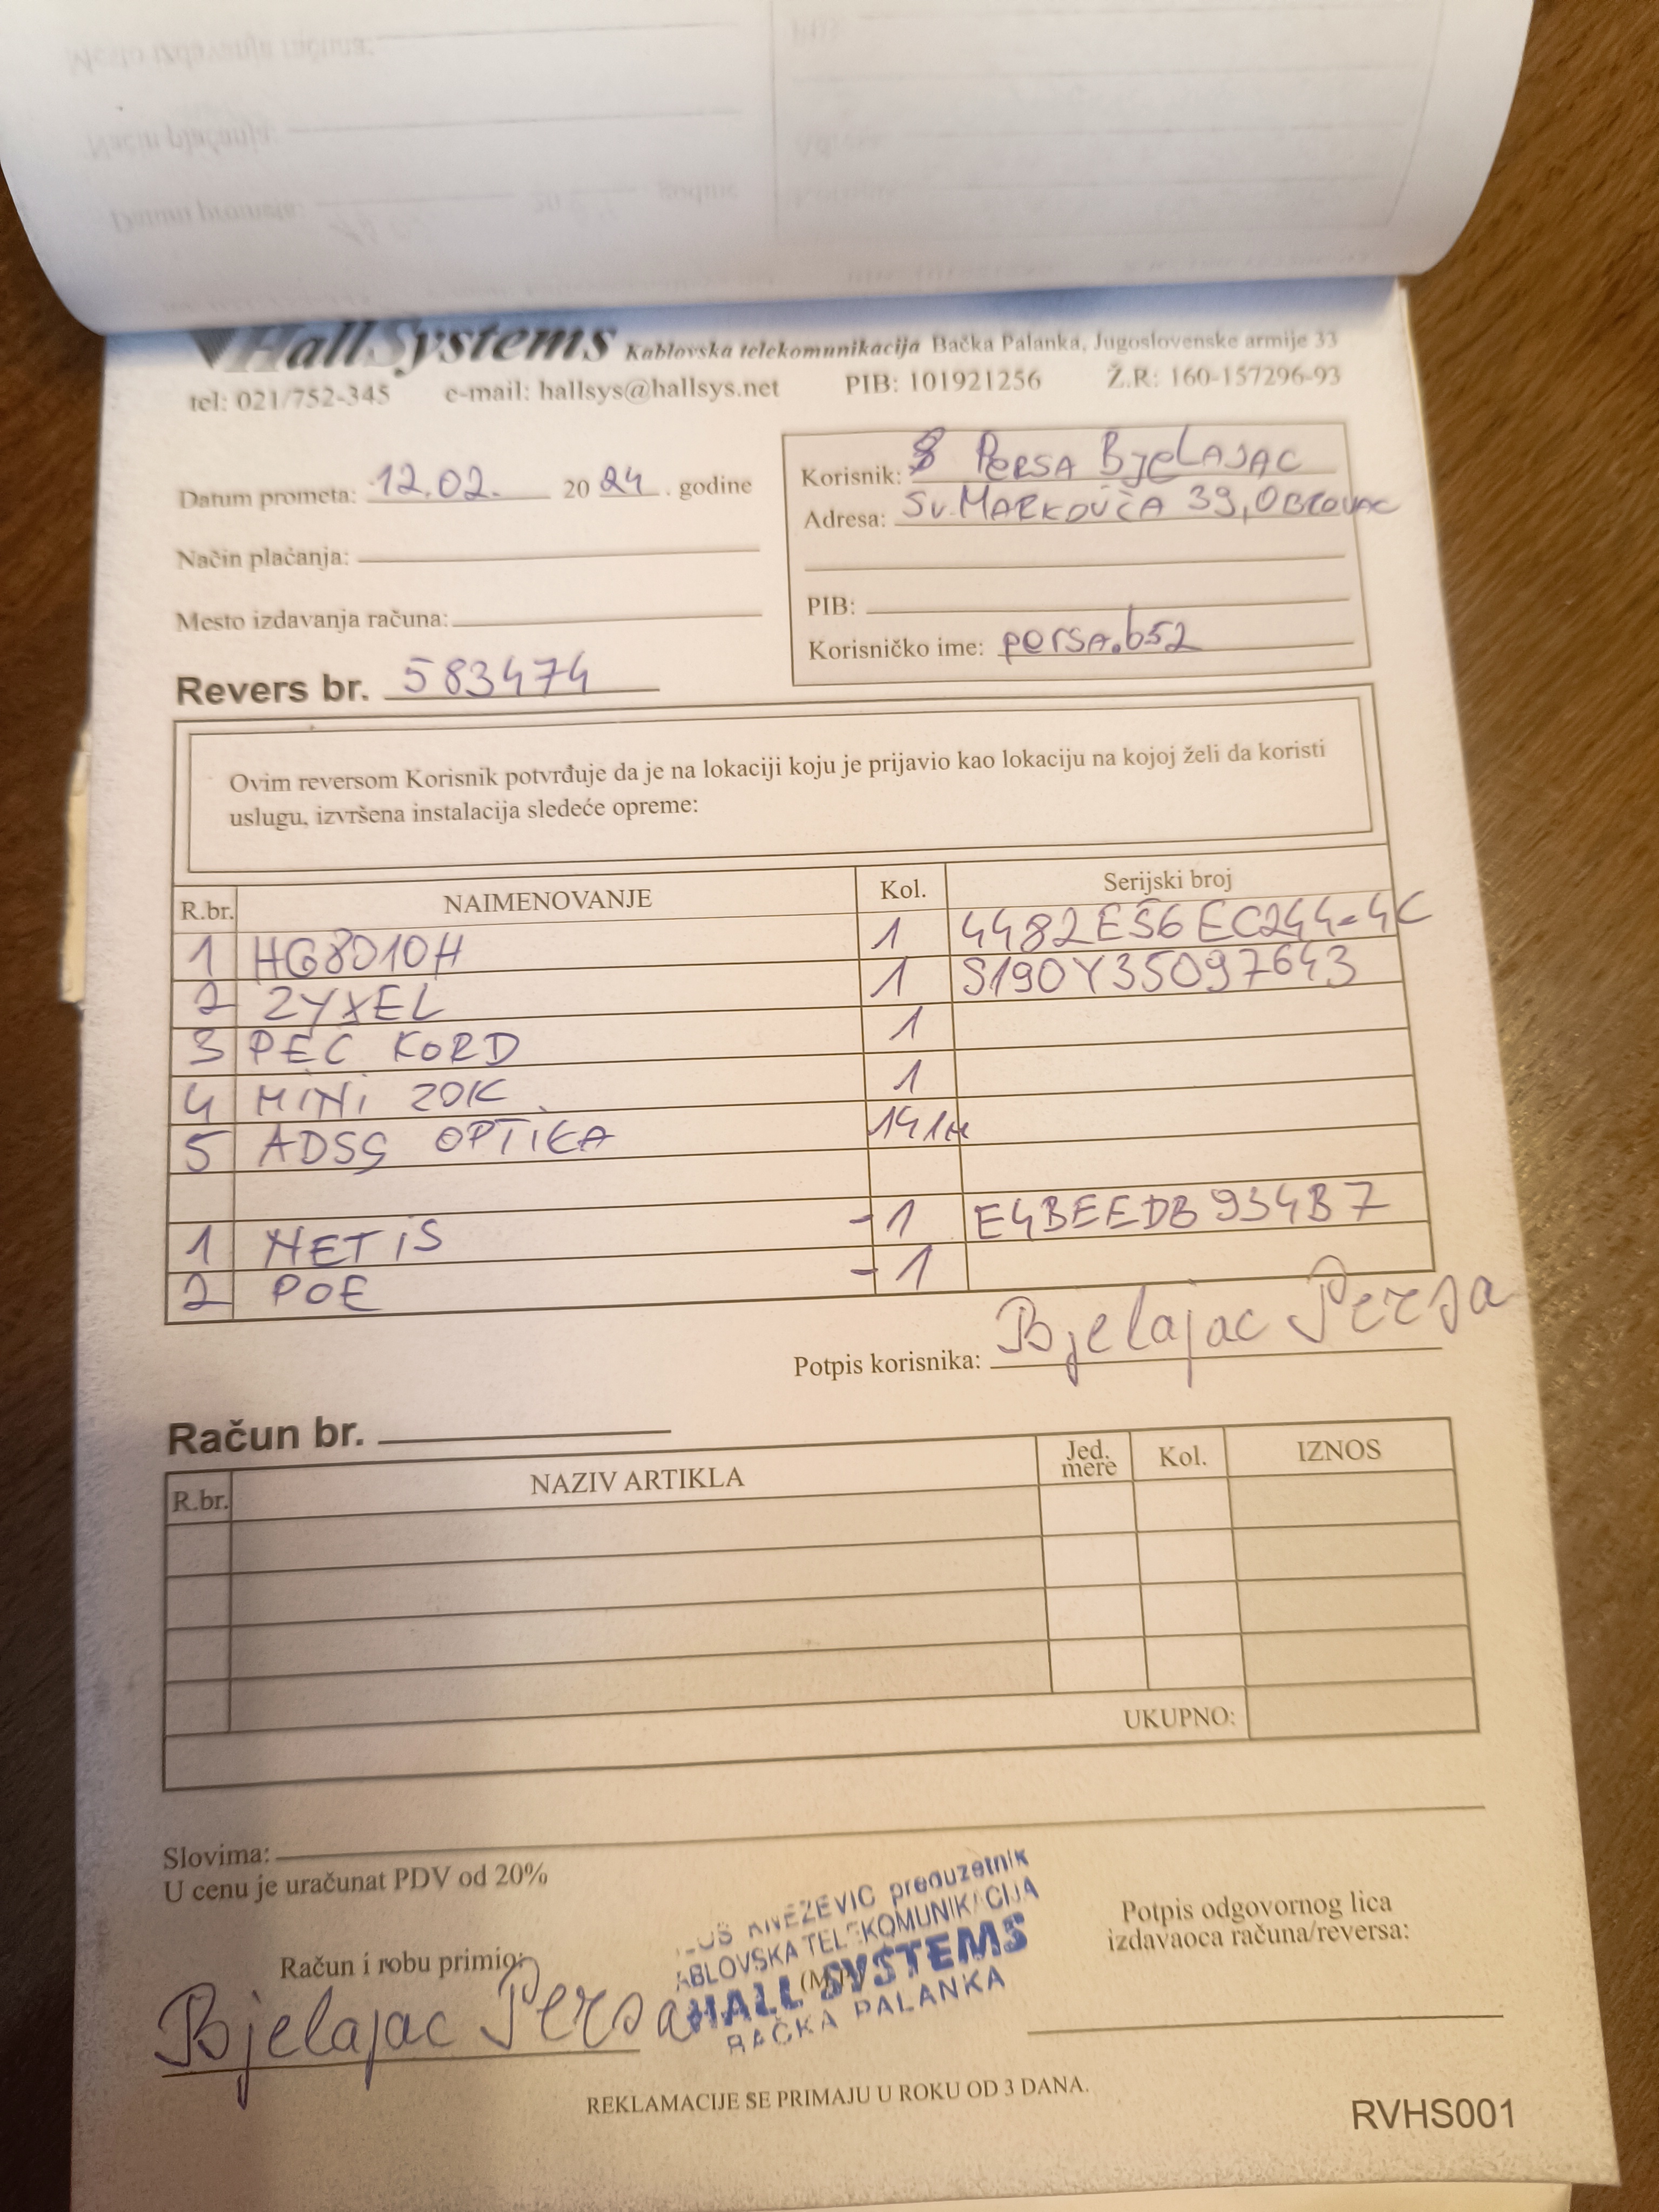 HallSystems Kablovska telekomunikacija Bačka Palanka, Jugoslovenske armije 33
tel: 021/752-345 e-mail: hallsys@hallsys.net PIB: 101921256 Ž.R: 160-157296-93
Datum prometa: 12.02. 2024. godine
Način plaćanja:
Mesto izdavanja računa:
Revers br. 583474
Korisnik: PERSA BJELAJAC
Adresa: SV. MARKOVIĆA 39, OBROVAC
PIB:
Korisničko ime: persa.b52
Ovim reversom Korisnik potvrđuje da je na lokaciji koju je prijavio kao lokaciju na kojoj želi da koristi
uslugu, izvršena instalacija sledeće opreme:
R.br. NAIMENOVANJE Kol. Serijski broj
1 HG8010H 1
2 ZYXEL 1 S190Y35097643
3 PEČ KORD 1
4 MINI ZOK 1
5 ADSS OPTIKA 141m
1 NETIS -1 E4BEEDB934B7
2 POE -1
Potpis korisnika: Bjelajac Persa
Račun br.
R.br. NAZIV ARTIKLA Jed. mere Kol. IZNOS
UKUPNO:
Slovima:
U cenu je uračunat PDV od 20%
Račun i robu primio:
Bjelajac Persa
KNEŽEVIĆ preduzetnik
ABLOVSKA TELEKOMUNIKACIJA
(M.P.)
HALL SYSTEMS
BAČKA PALANKA
Potpis odgovornog lica
izdavaoca računa/reversa:
REKLAMACIJE SE PRIMAJU U ROKU OD 3 DANA.
RVHS001